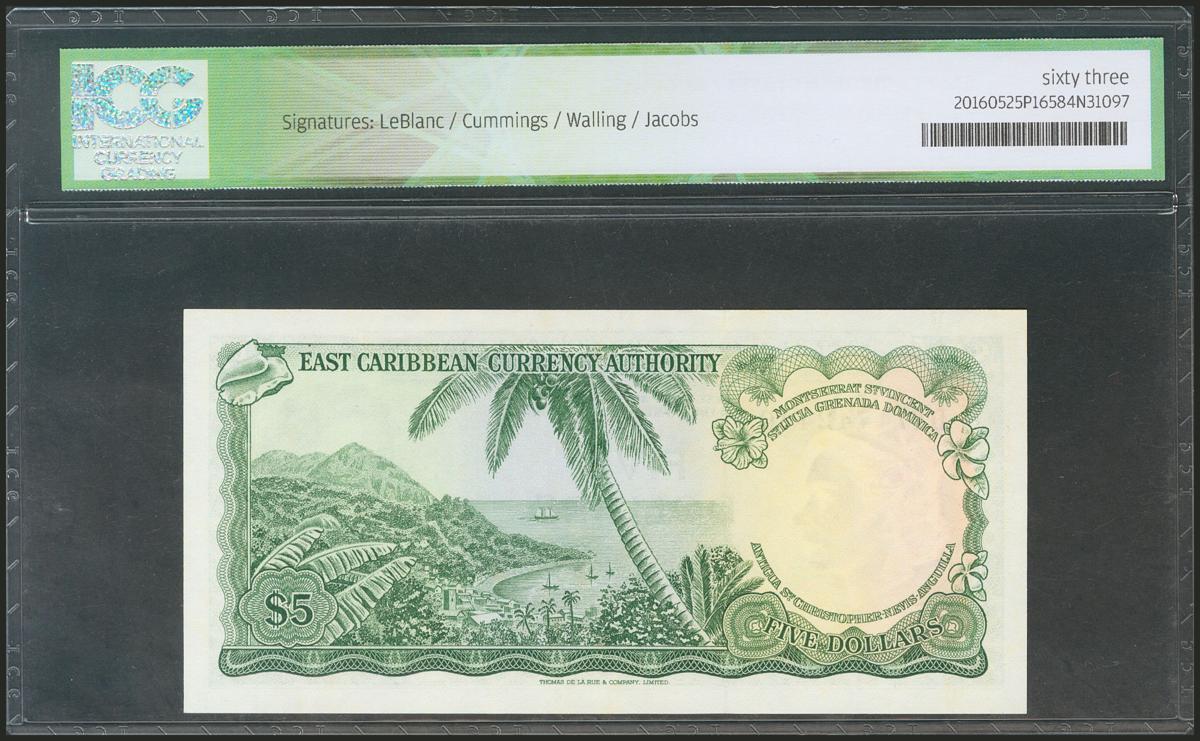 ICG
INTERNATIONAL
CURRENCY
GRADING
Signatures: LeBlanc / Cummings / Walling / Jacobs
sixty three
20160525P16584N31097
EAST CARIBBEAN CURRENCY AUTHORITY
MONTSERRAT ST VINCENT
ST LUCIA GRENADA DOMINICA
ANTIGUA ST CHRISTOPHER-NEVIS-ANGUILLA
$5
FIVE DOLLARS
THOMAS DE LA RUE & COMPANY, LIMITED.